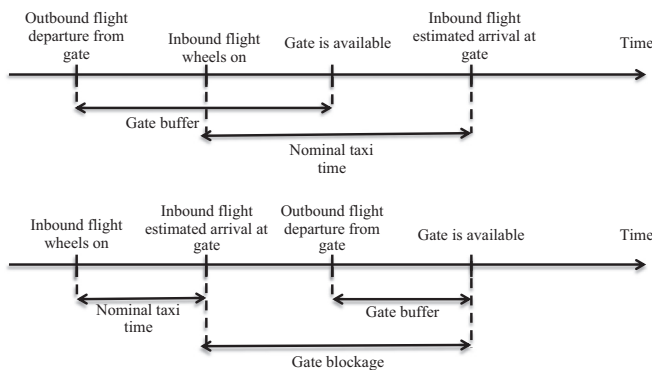 Outbound flight
departure from
gate
Inbound flight
wheels on
Gate is available
Inbound flight
estimated arrival at
gate
Time
Gate buffer
Nominal taxi
time
Inbound flight
wheels on
Inbound flight
estimated arrival at
gate
Outbound flight
departure from
gate
Gate is available
Time
Nominal taxi
time
Gate buffer
Gate blockage